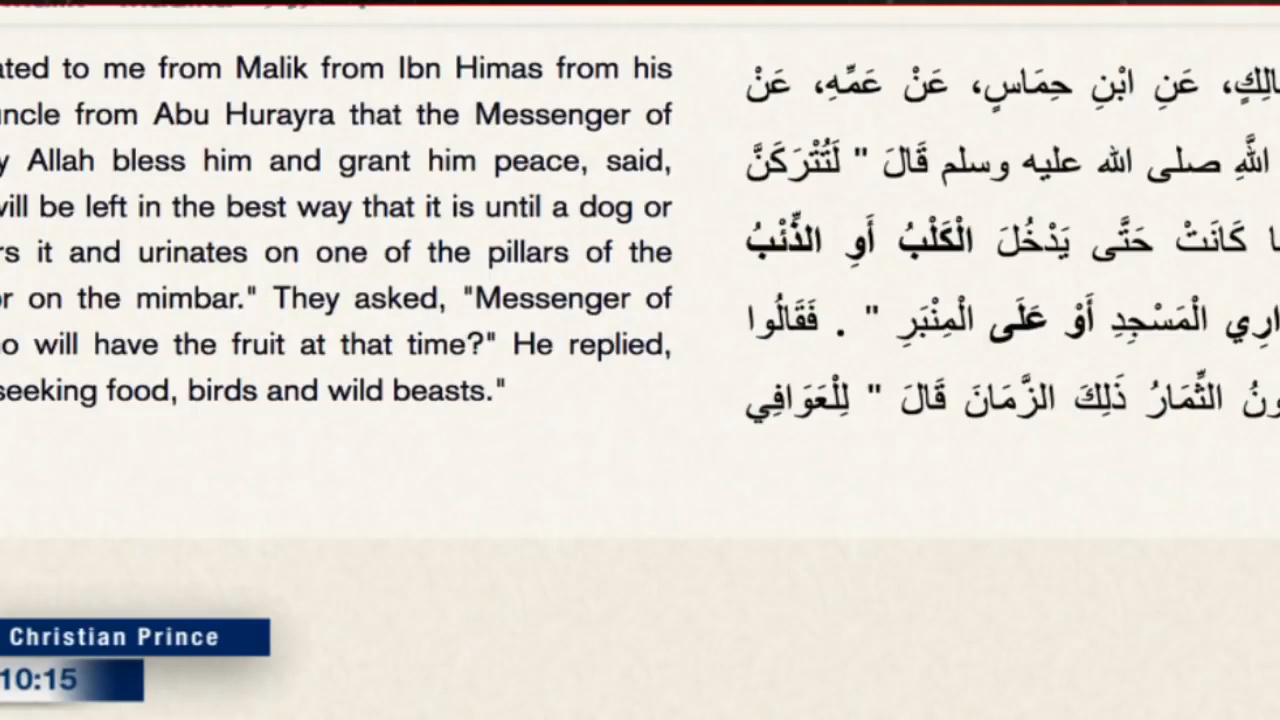 ated to me from Malik from Ibn Himas from his
uncle from Abu Hurayra that the Messenger of
y Allah bless him and grant him peace, said,
will be left in the best way that it is until a dog or
rs it and urinates on one of the pillars of the
or on the mimbar." They asked, "Messenger of
o will have the fruit at that time?" He replied,
seeking food, birds and wild beasts."
الِكٍ، عَنِ ابْنِ حِمَاسٍ، عَنْ عَمِّهِ، عَنْ
اللَّهِ صلى الله عليه وسلم قَالَ " لَتُتْرَكَنَّ
ا كَانَتْ حَتَّى يَدْخُلَ الْكَلْبُ أَوِ الذِّئْبُ
ارِي الْمَسْجِدِ أَوْ عَلَى الْمِنْبَرِ " . فَقَالُوا
ونُ الثِّمَارُ ذَلِكَ الزَّمَانَ قَالَ " لِلْعَوَافِي
Christian Prince
10:15